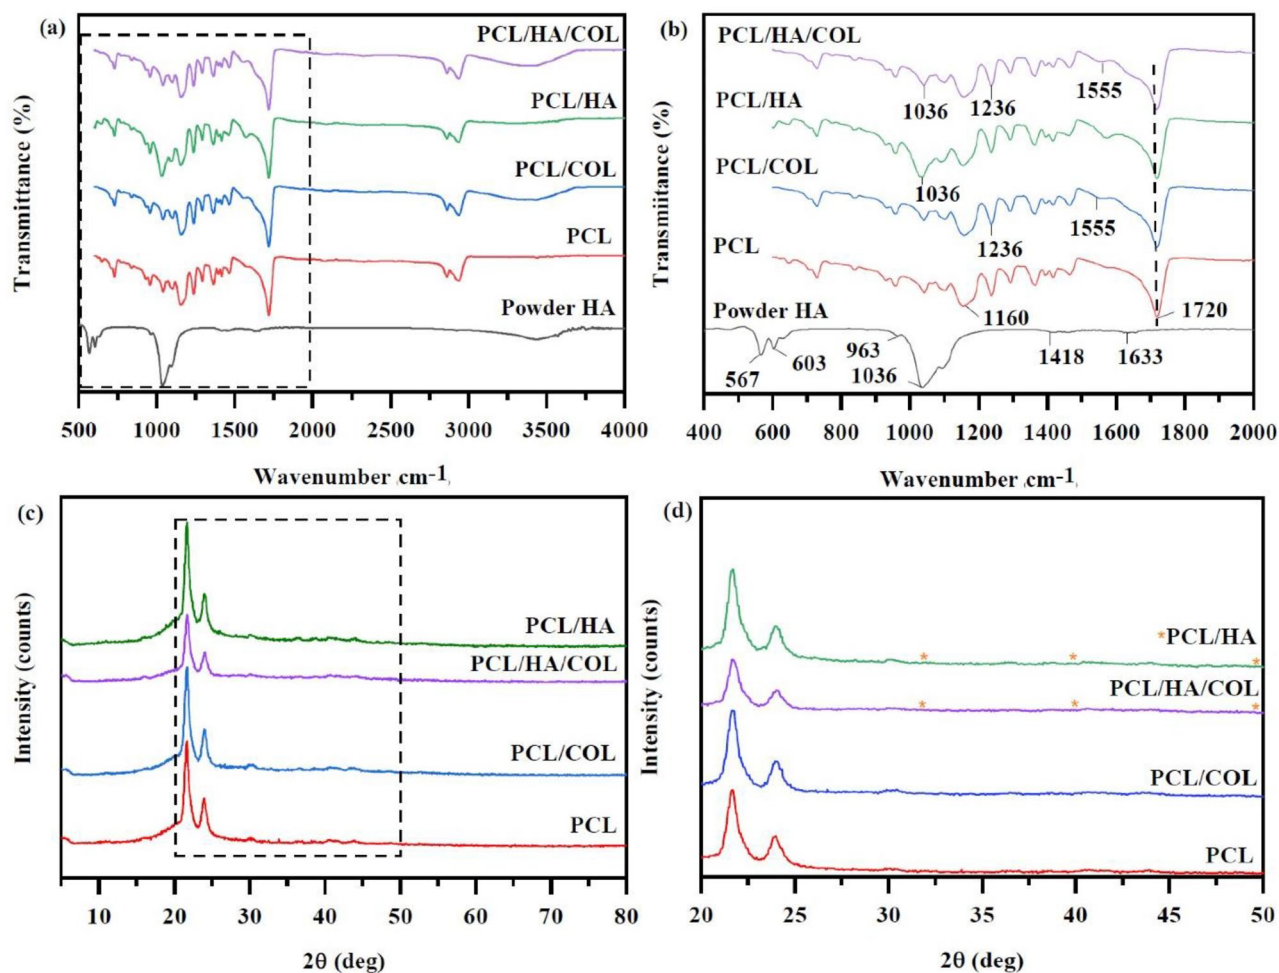 (a)
PCL/HA/COL
PCL/HA
PCL/COL
PCL
Powder HA
Transmittance (%)
500 1000 1500 2000 2500 3000 3500 4000
Wavenumber cm-1
(b)
PCL/HA/COL
1036 1236 1555
PCL/HA
PCL/COL
1036
1236 1555
PCL
1160 1720
Powder HA
567 603 963 1036 1418 1633
Transmiitance (%)
400 600 800 1000 1200 1400 1600 1800 2000
Wavenumber cm-1
(c)
PCL/HA
PCL/HA/COL
PCL/COL
PCL
Intensity (counts)
10 20 30 40 50 60 70 80
2θ (deg)
(d)
*PCL/HA
* * *
PCL/HA/COL
* * *
PCL/COL
PCL
Intensity (counts)
20 25 30 35 40 45 50
2θ (deg)